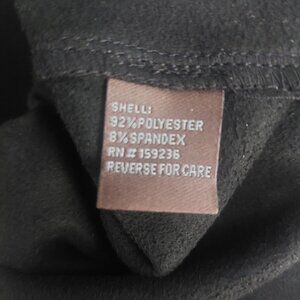 SHELL:
92% POLYESTER
8% SPANDEX
RN # 159236
REVERSE FOR CARE